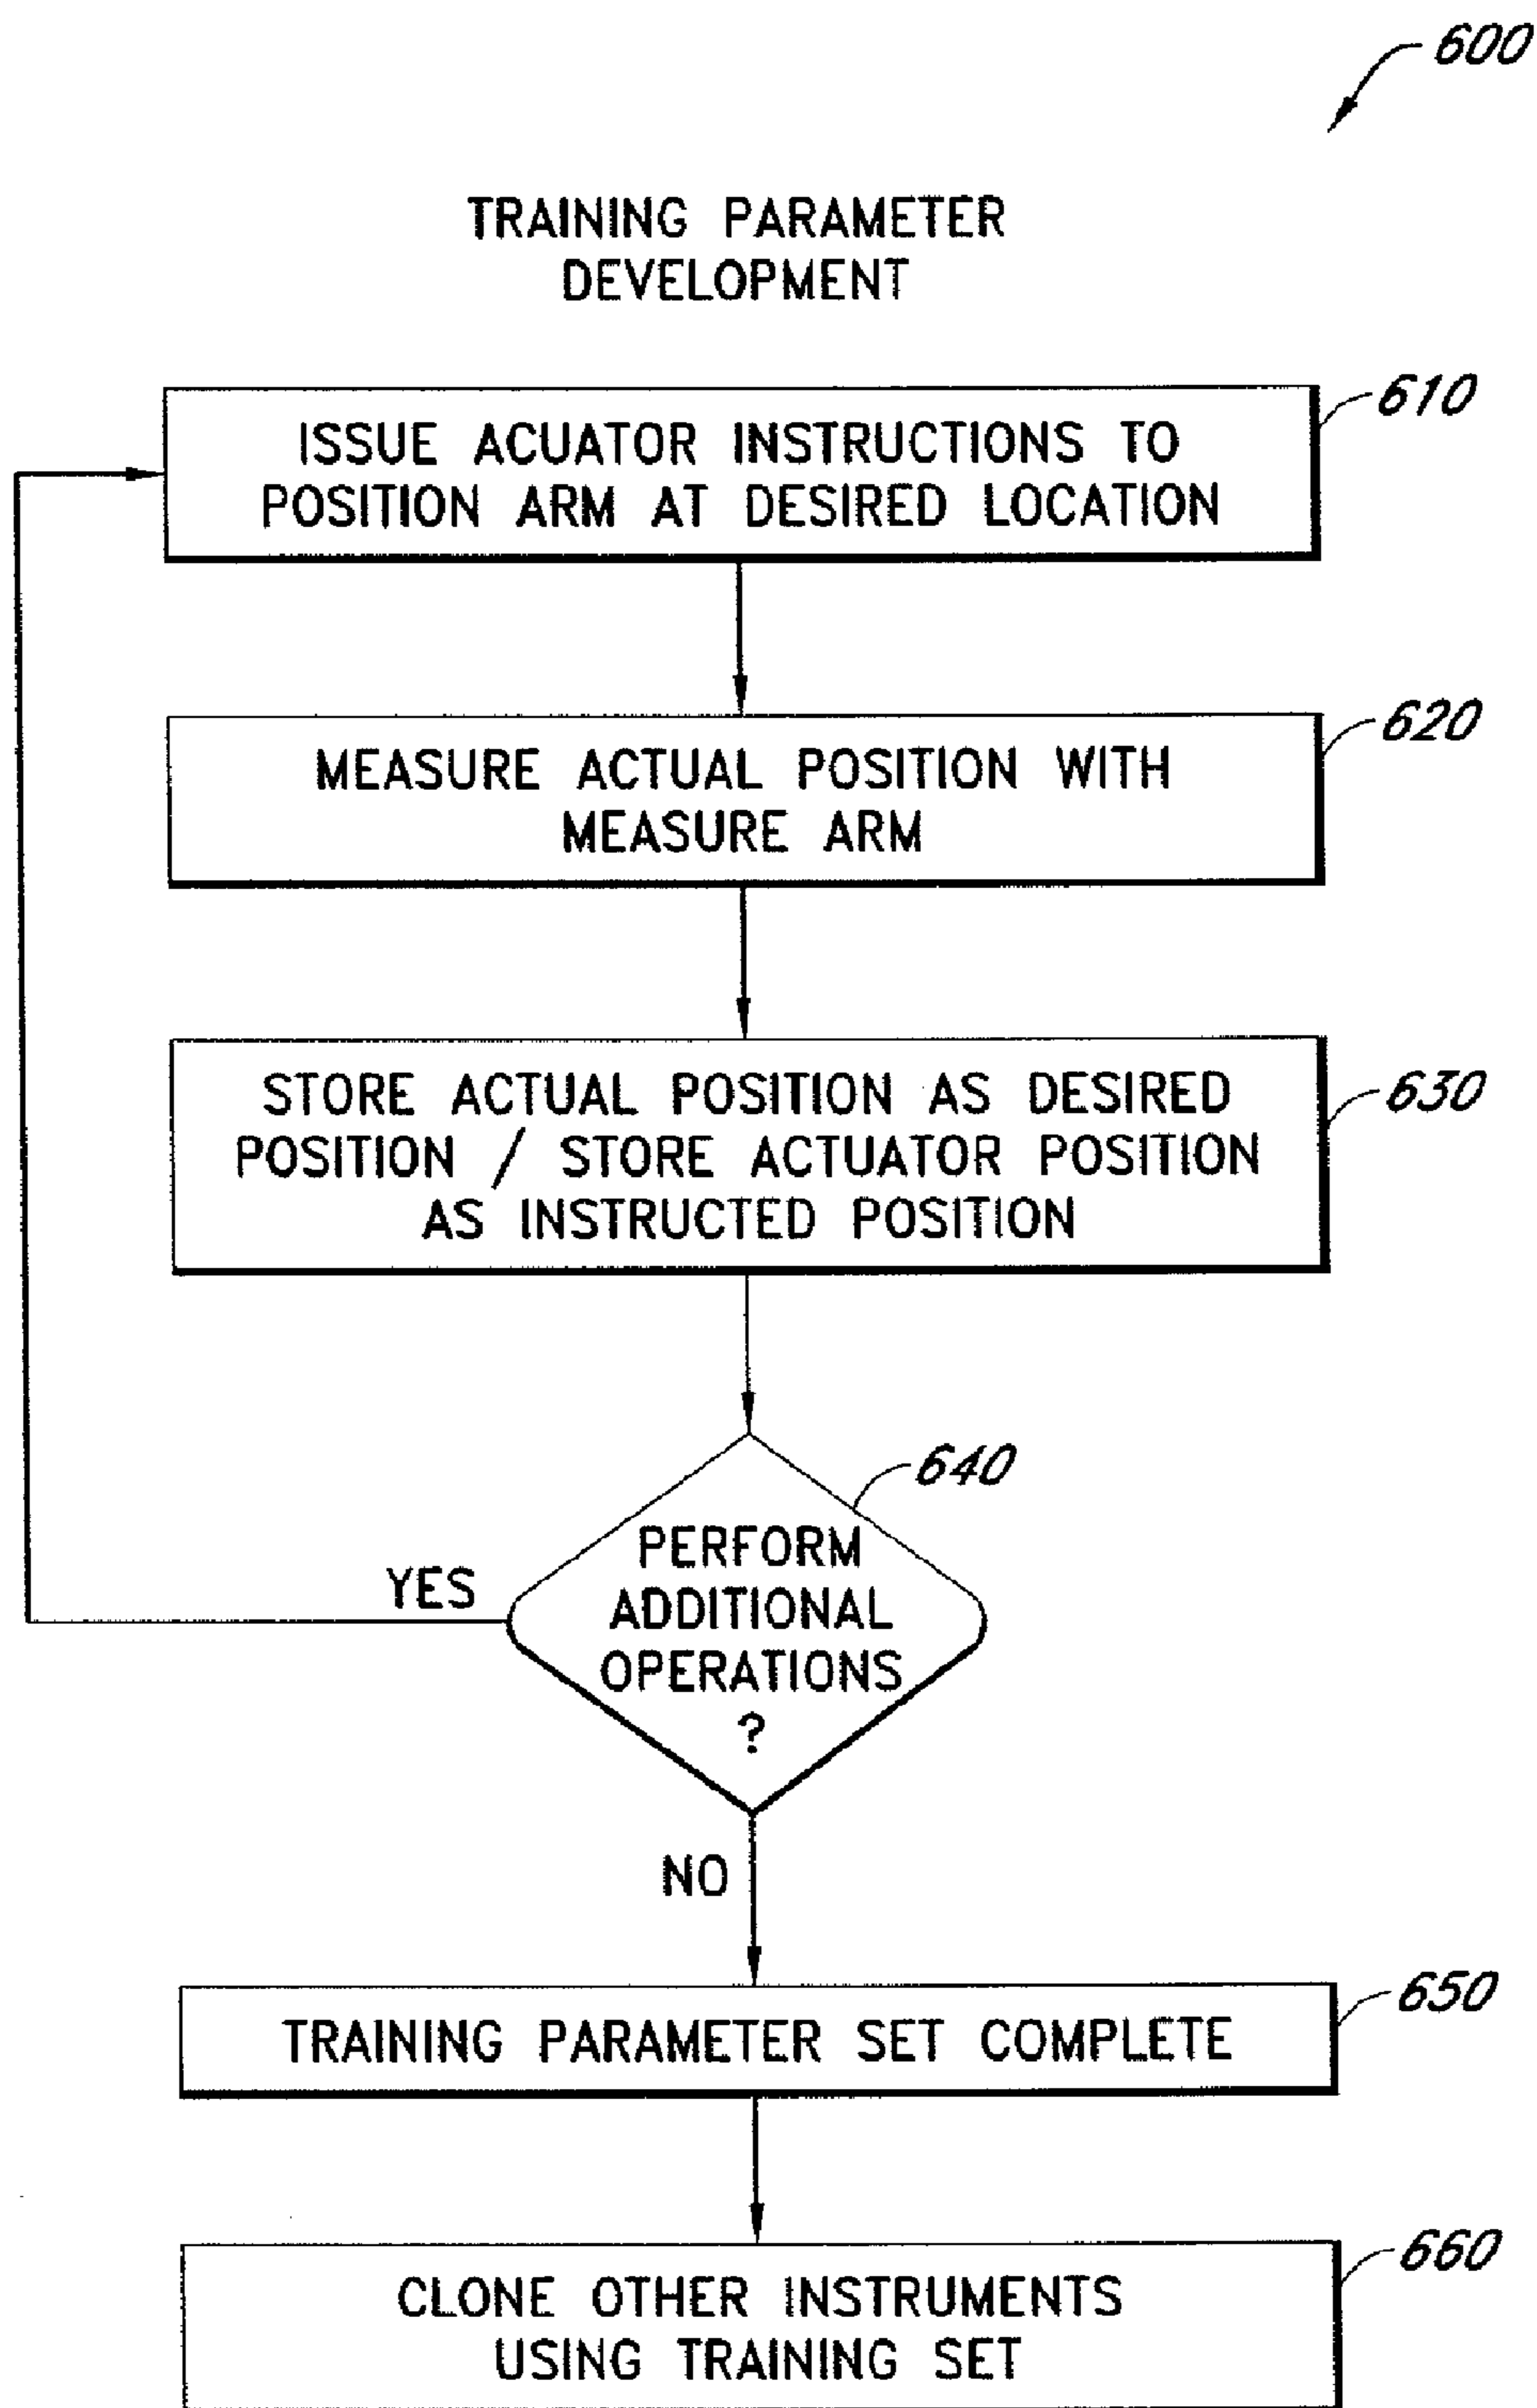 600
TRAINING PARAMETER
DEVELOPMENT
610
ISSUE ACUATOR INSTRUCTIONS TO
POSITION ARM AT DESIRED LOCATION
620
MEASURE ACTUAL POSITION WITH
MEASURE ARM
630
STORE ACTUAL POSITION AS DESIRED
POSITION / STORE ACTUATOR POSITION
AS INSTRUCTED POSITION
640
PERFORM
ADDITIONAL
OPERATIONS
?
YES
NO
650
TRAINING PARAMETER SET COMPLETE
660
CLONE OTHER INSTRUMENTS
USING TRAINING SET